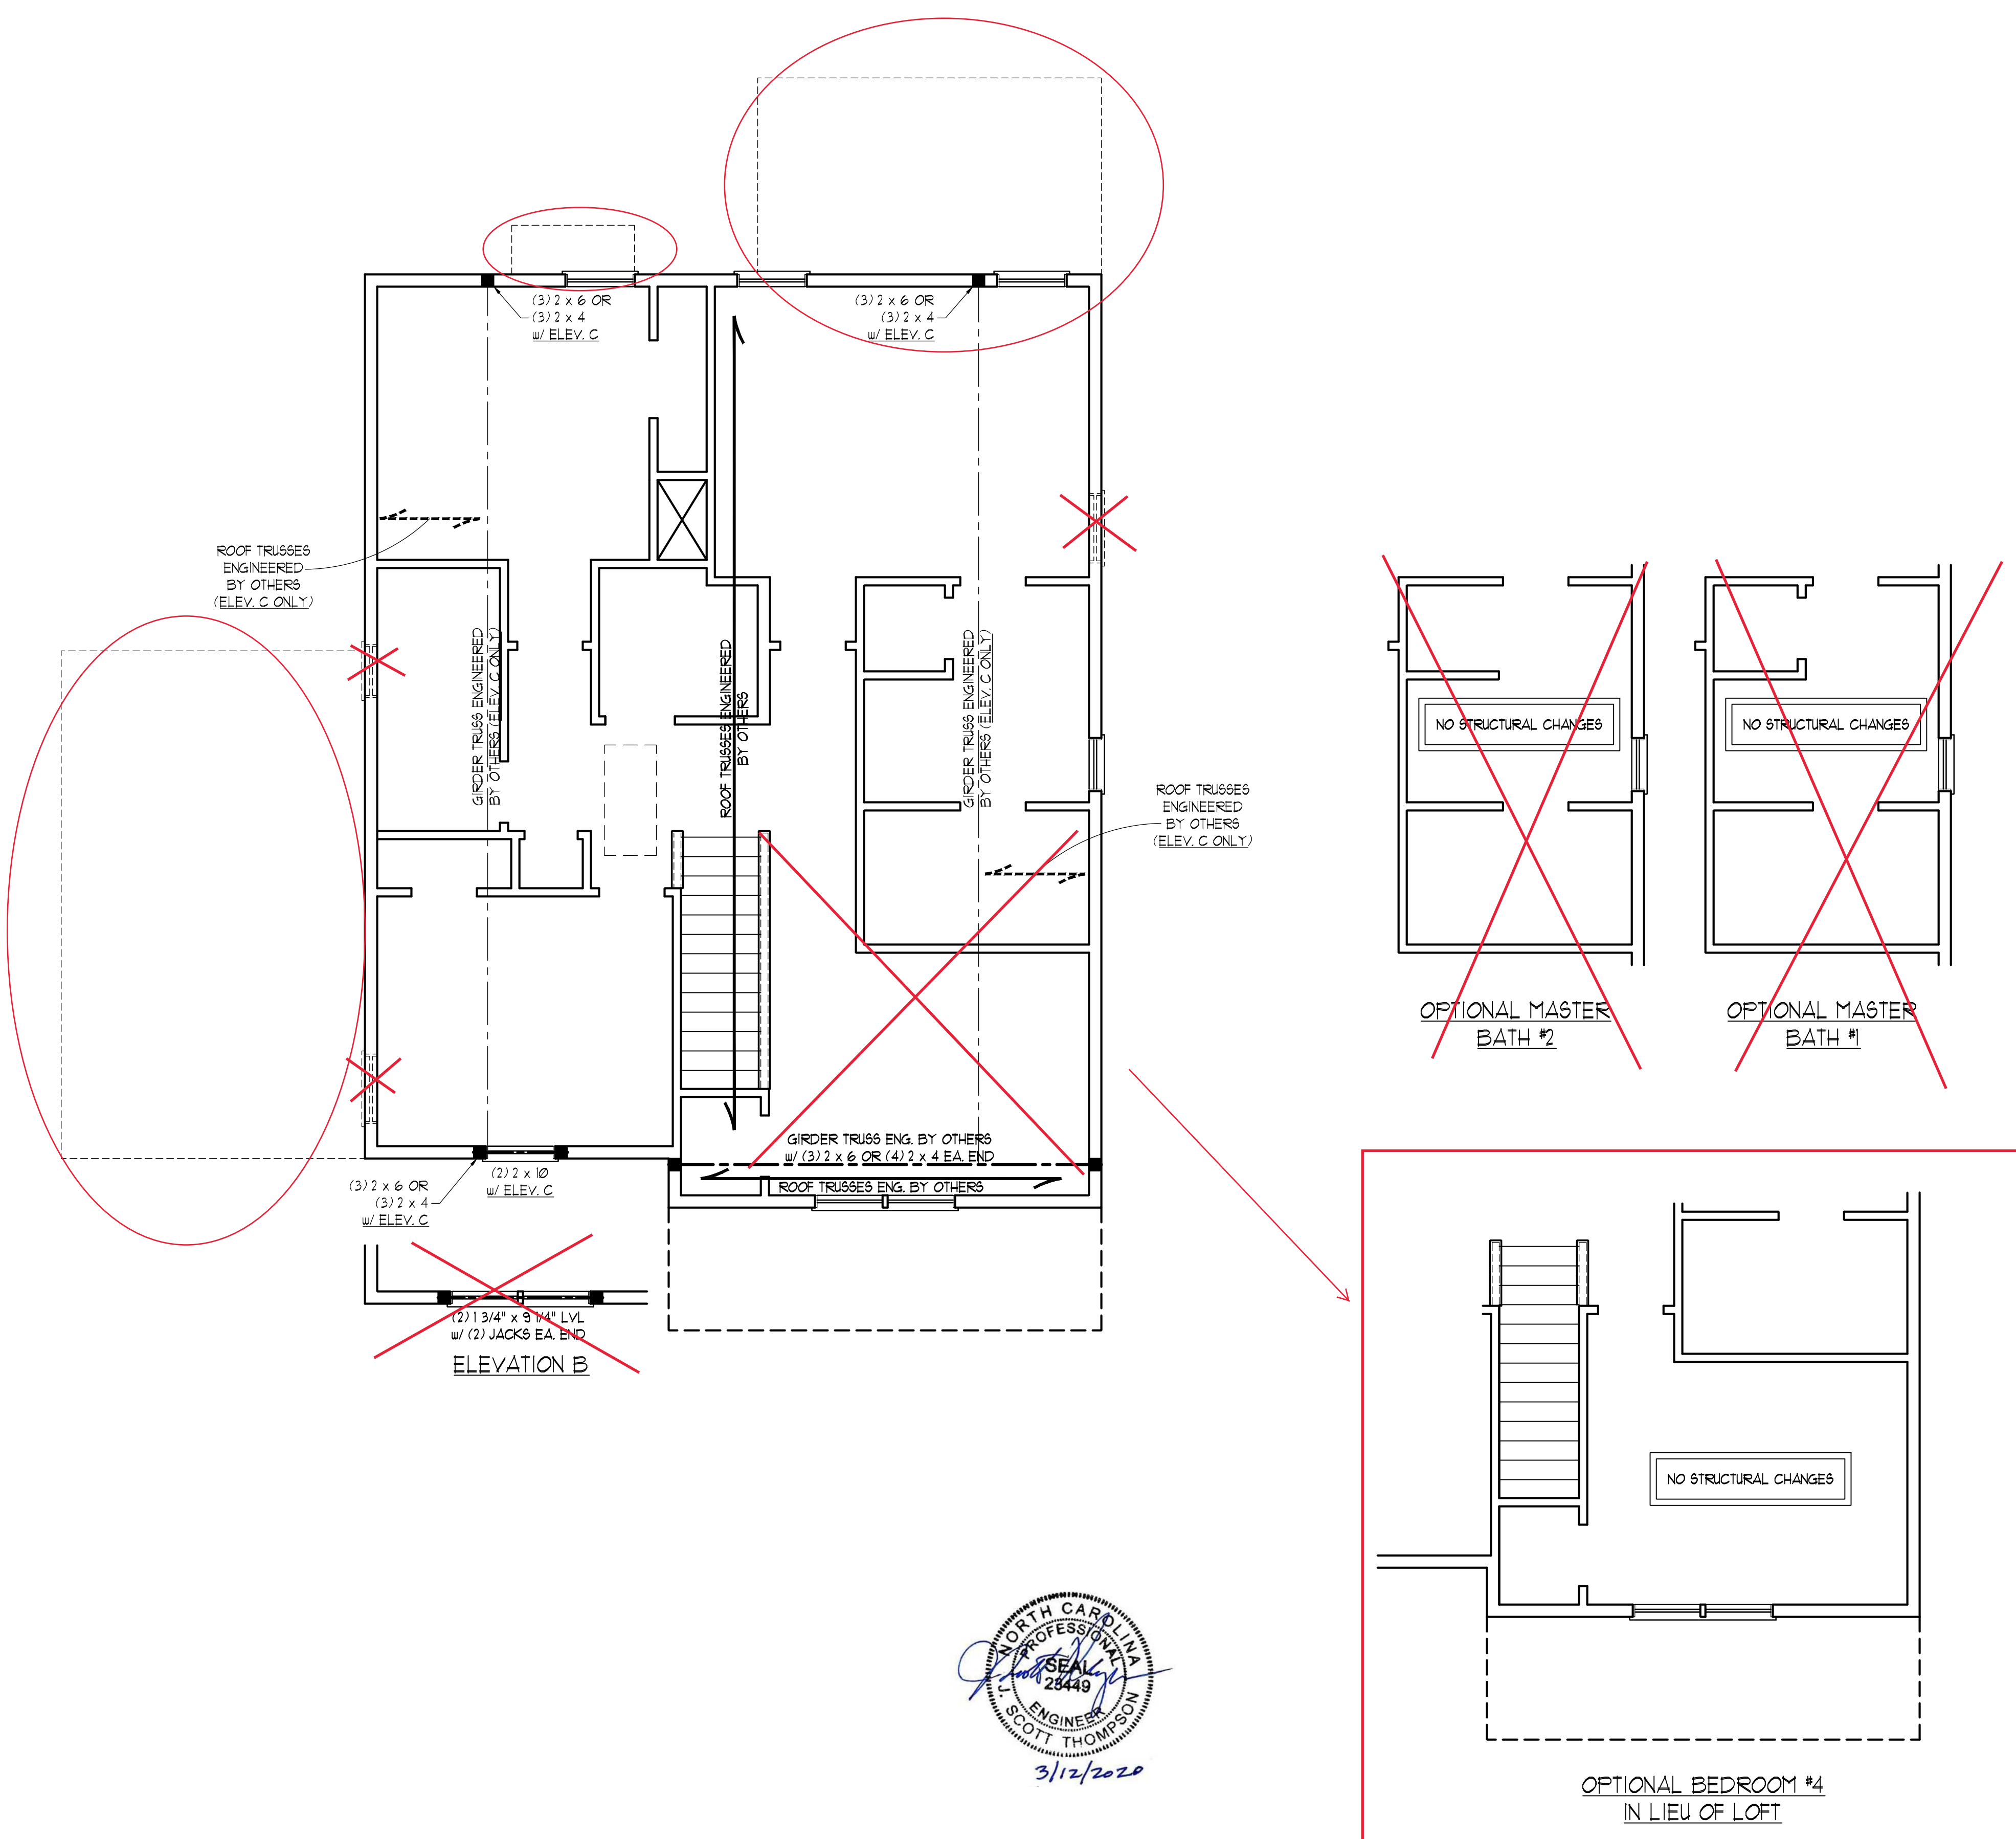 (3) 2 x 6 OR
(3) 2 x 4
w/ ELEV. C
(3) 2 x 6 OR
(3) 2 x 4
w/ ELEV. C
ROOF TRUSSES
ENGINEERED
BY OTHERS
(ELEV. C ONLY)
GIRDER TRUSS ENGINEERED
BY OTHERS (ELEV. C ONLY)
ROOF TRUSSES ENGINEERED
BY OTHERS
GIRDER TRUSS ENGINEERED
BY OTHERS (ELEV. C ONLY)
ROOF TRUSSES
ENGINEERED
BY OTHERS
(ELEV. C ONLY)
NO STRUCTURAL CHANGES
NO STRUCTURAL CHANGES
OPTIONAL MASTER
BATH #2
OPTIONAL MASTER
BATH #1
GIRDER TRUSS ENG. BY OTHERS
w/ (3) 2 x 6 OR (4) 2 x 4 EA. END
ROOF TRUSSES ENG. BY OTHERS
(3) 2 x 6 OR
(3) 2 x 4
w/ ELEV. C
(2) 2 x 10
w/ ELEV. C
(2) 1 3/4" x 9 1/4" LVL
w/ (2) JACKS EA. END
ELEVATION B
NO STRUCTURAL CHANGES
OPTIONAL BEDROOM #4
IN LIEU OF LOFT
NORTH CAROLINA
PROFESSIONAL
SEAL
23449
ENGINEER
J. SCOTT THOMPSON
3/12/2020